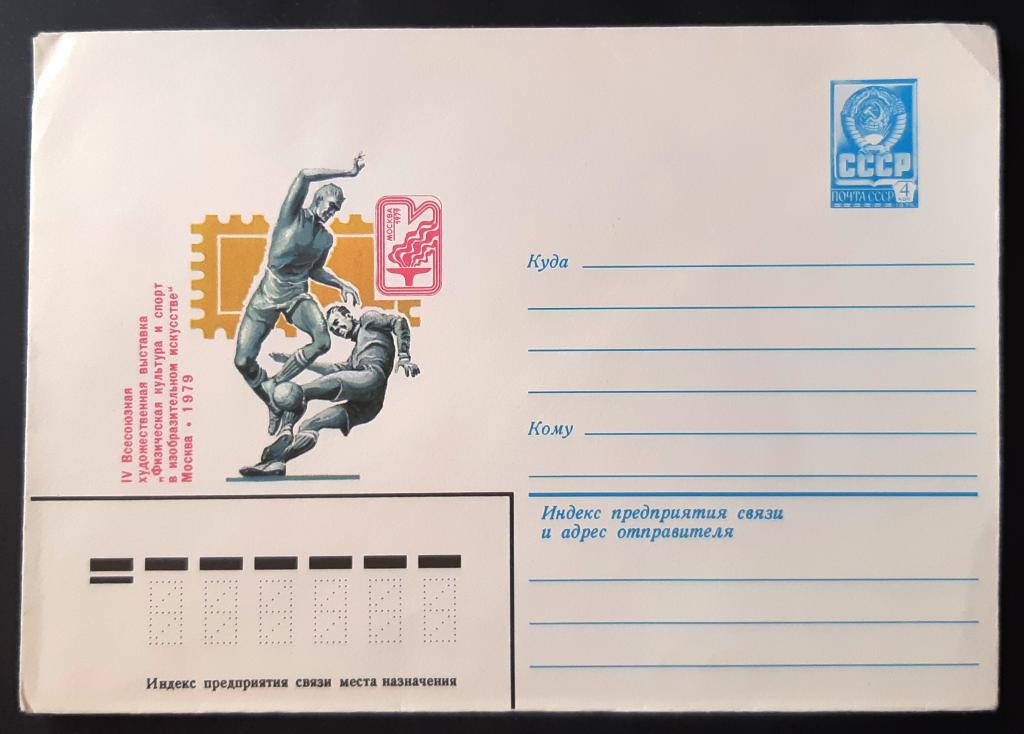 СССР
ПОЧТА СССР
4
КОП
МОСКВА
1979
IV Всесоюзная
художественная выставка
„Физическая культура и спорт
в изобразительном искусстве“
Москва • 1979
Куда
Кому
Индекс предприятия связи
и адрес отправителя
Индекс предприятия связи места назначения